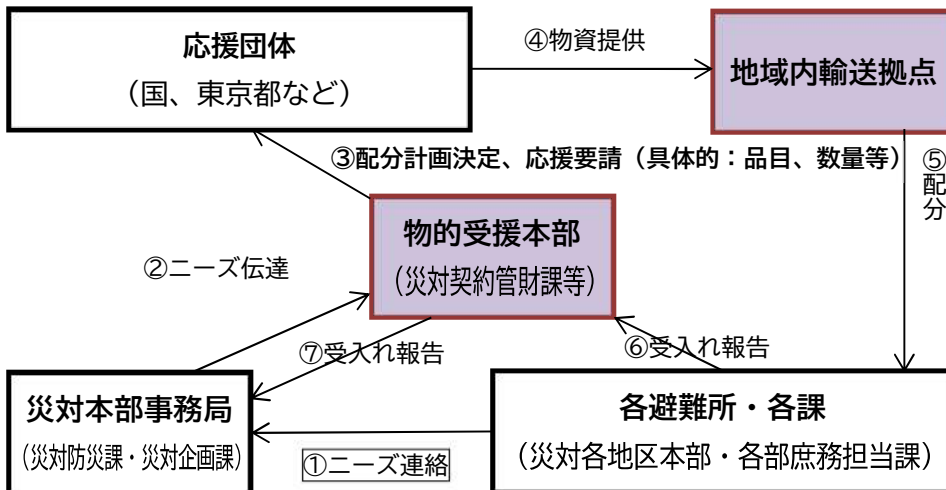 応援団体
（国、東京都など）
④物資提供
地域内輸送拠点
③配分計画決定、応援要請（具体的：品目、数量等）
⑤配分
物的受援本部
（災対契約管財課等）
②ニーズ伝達
⑦受入れ報告
⑥受入れ報告
災対本部事務局
（災対防災課・災対企画課）
①ニーズ連絡
各避難所・各課
（災対各地区本部・各部庶務担当課）